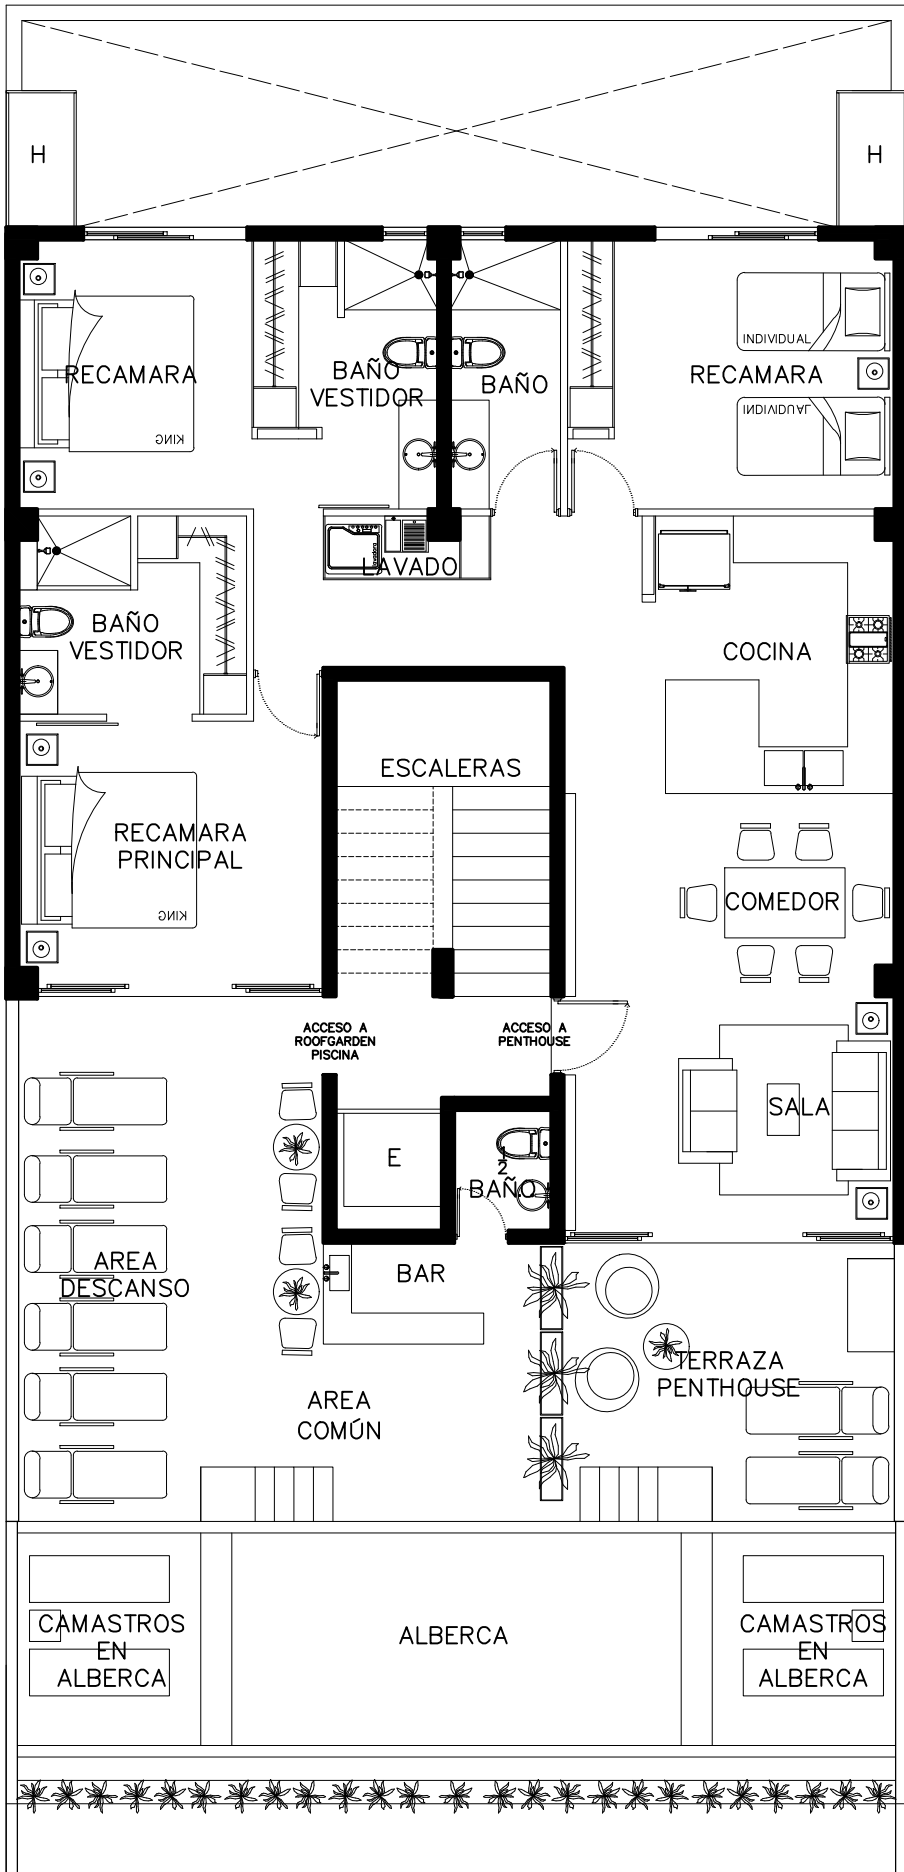 H
H
RECAMARA
KING
BAÑO
VESTIDOR
BAÑO
INDIVIDUAL
RECAMARA
INDIVIDUAL
LAVADO
BAÑO
VESTIDOR
COCINA
ESCALERAS
RECAMARA
PRINCIPAL
KING
COMEDOR
ACCESO A
ROOFGARDEN
PISCINA
ACCESO A
PENTHOUSE
SALA
E
1/2
BAÑO
AREA
DESCANSO
BAR
TERRAZA
PENTHOUSE
AREA
COMÚN
CAMASTROS
EN
ALBERCA
ALBERCA
CAMASTROS
EN
ALBERCA